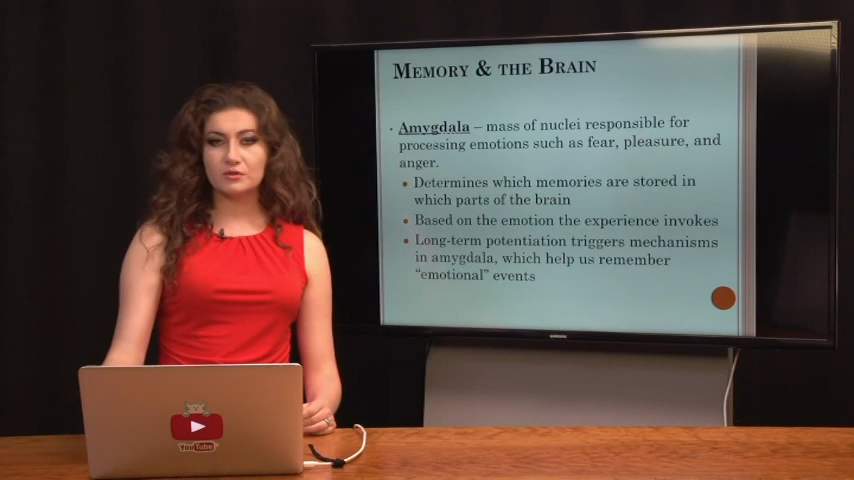 MEMORY & THE BRAIN
Amygdala – mass of nuclei responsible for
processing emotions such as fear, pleasure, and
anger.
• Determines which memories are stored in
which parts of the brain
• Based on the emotion the experience invokes
• Long-term potentiation triggers mechanisms
in amygdala, which help us remember
“emotional” events
SAMSUNG
YouTube